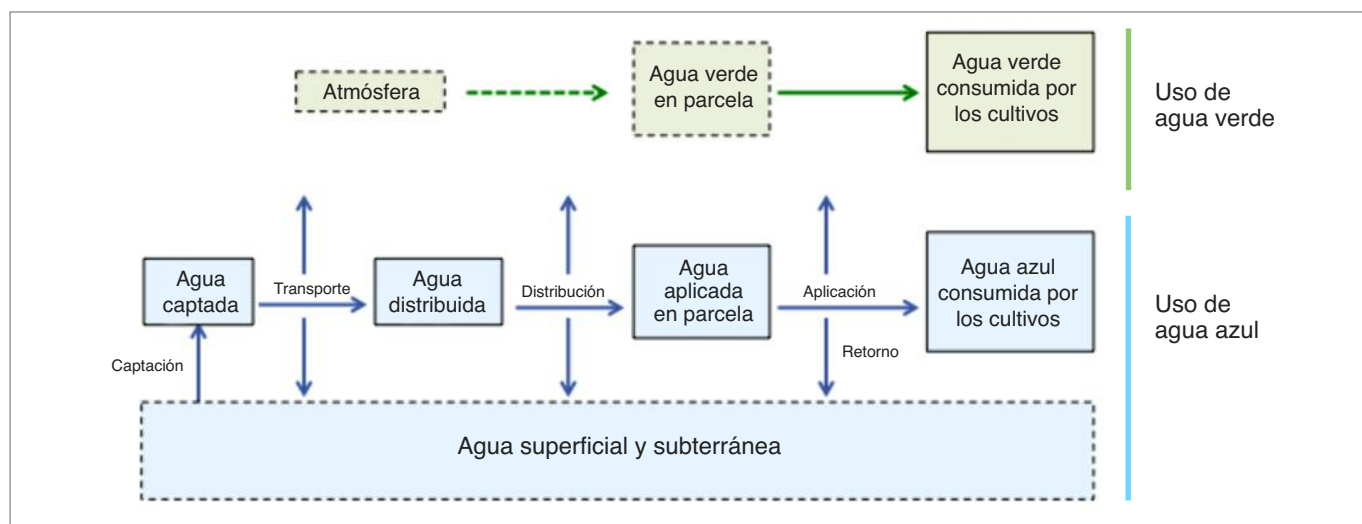 Atmósfera
Agua verde
en parcela
Agua verde
consumida por
los cultivos
Uso de
agua verde
Agua
captada
Transporte
Agua
distribuida
Distribución
Agua
aplicada
en parcela
Aplicación
Agua azul
consumida por
los cultivos
Uso de
agua azul
Captación
Retorno
Agua superficial y subterránea